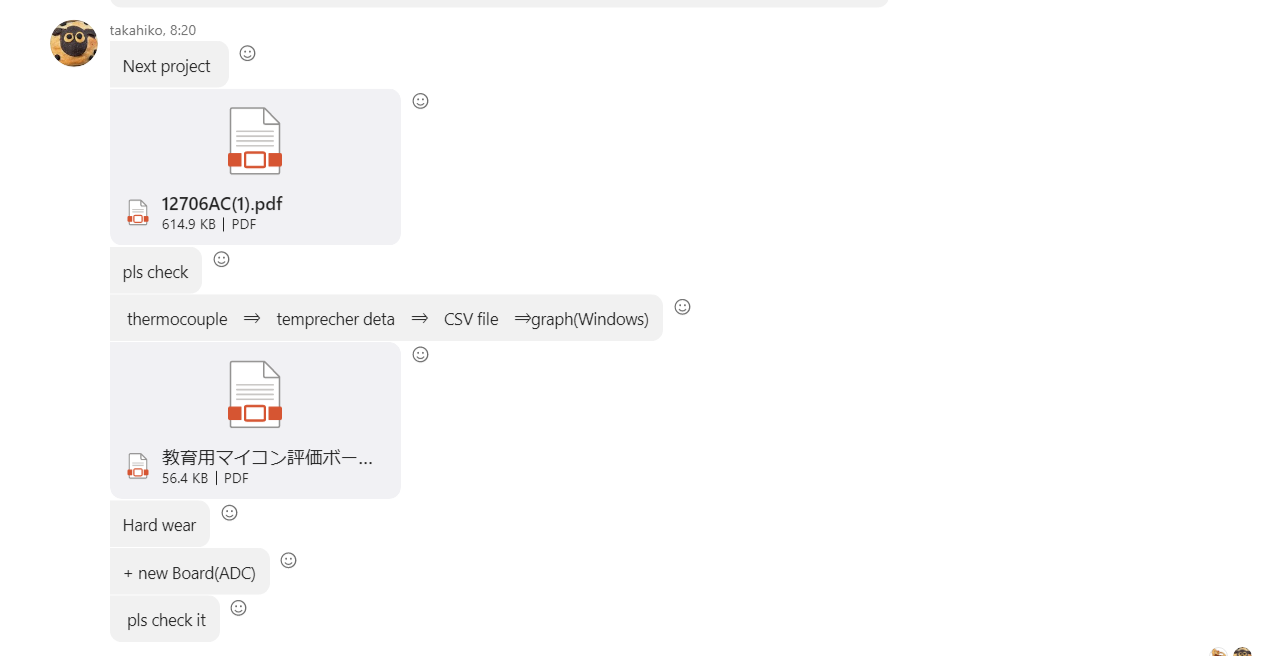 takahiko, 8:20
Next project
12706AC(1).pdf
614.9 KB | PDF
pls check
thermocouple ⇒ temprecher deta ⇒ CSV file ⇒graph(Windows)
教育用マイコン評価ボー...
56.4 KB | PDF
Hard wear
+ new Board(ADC)
pls check it